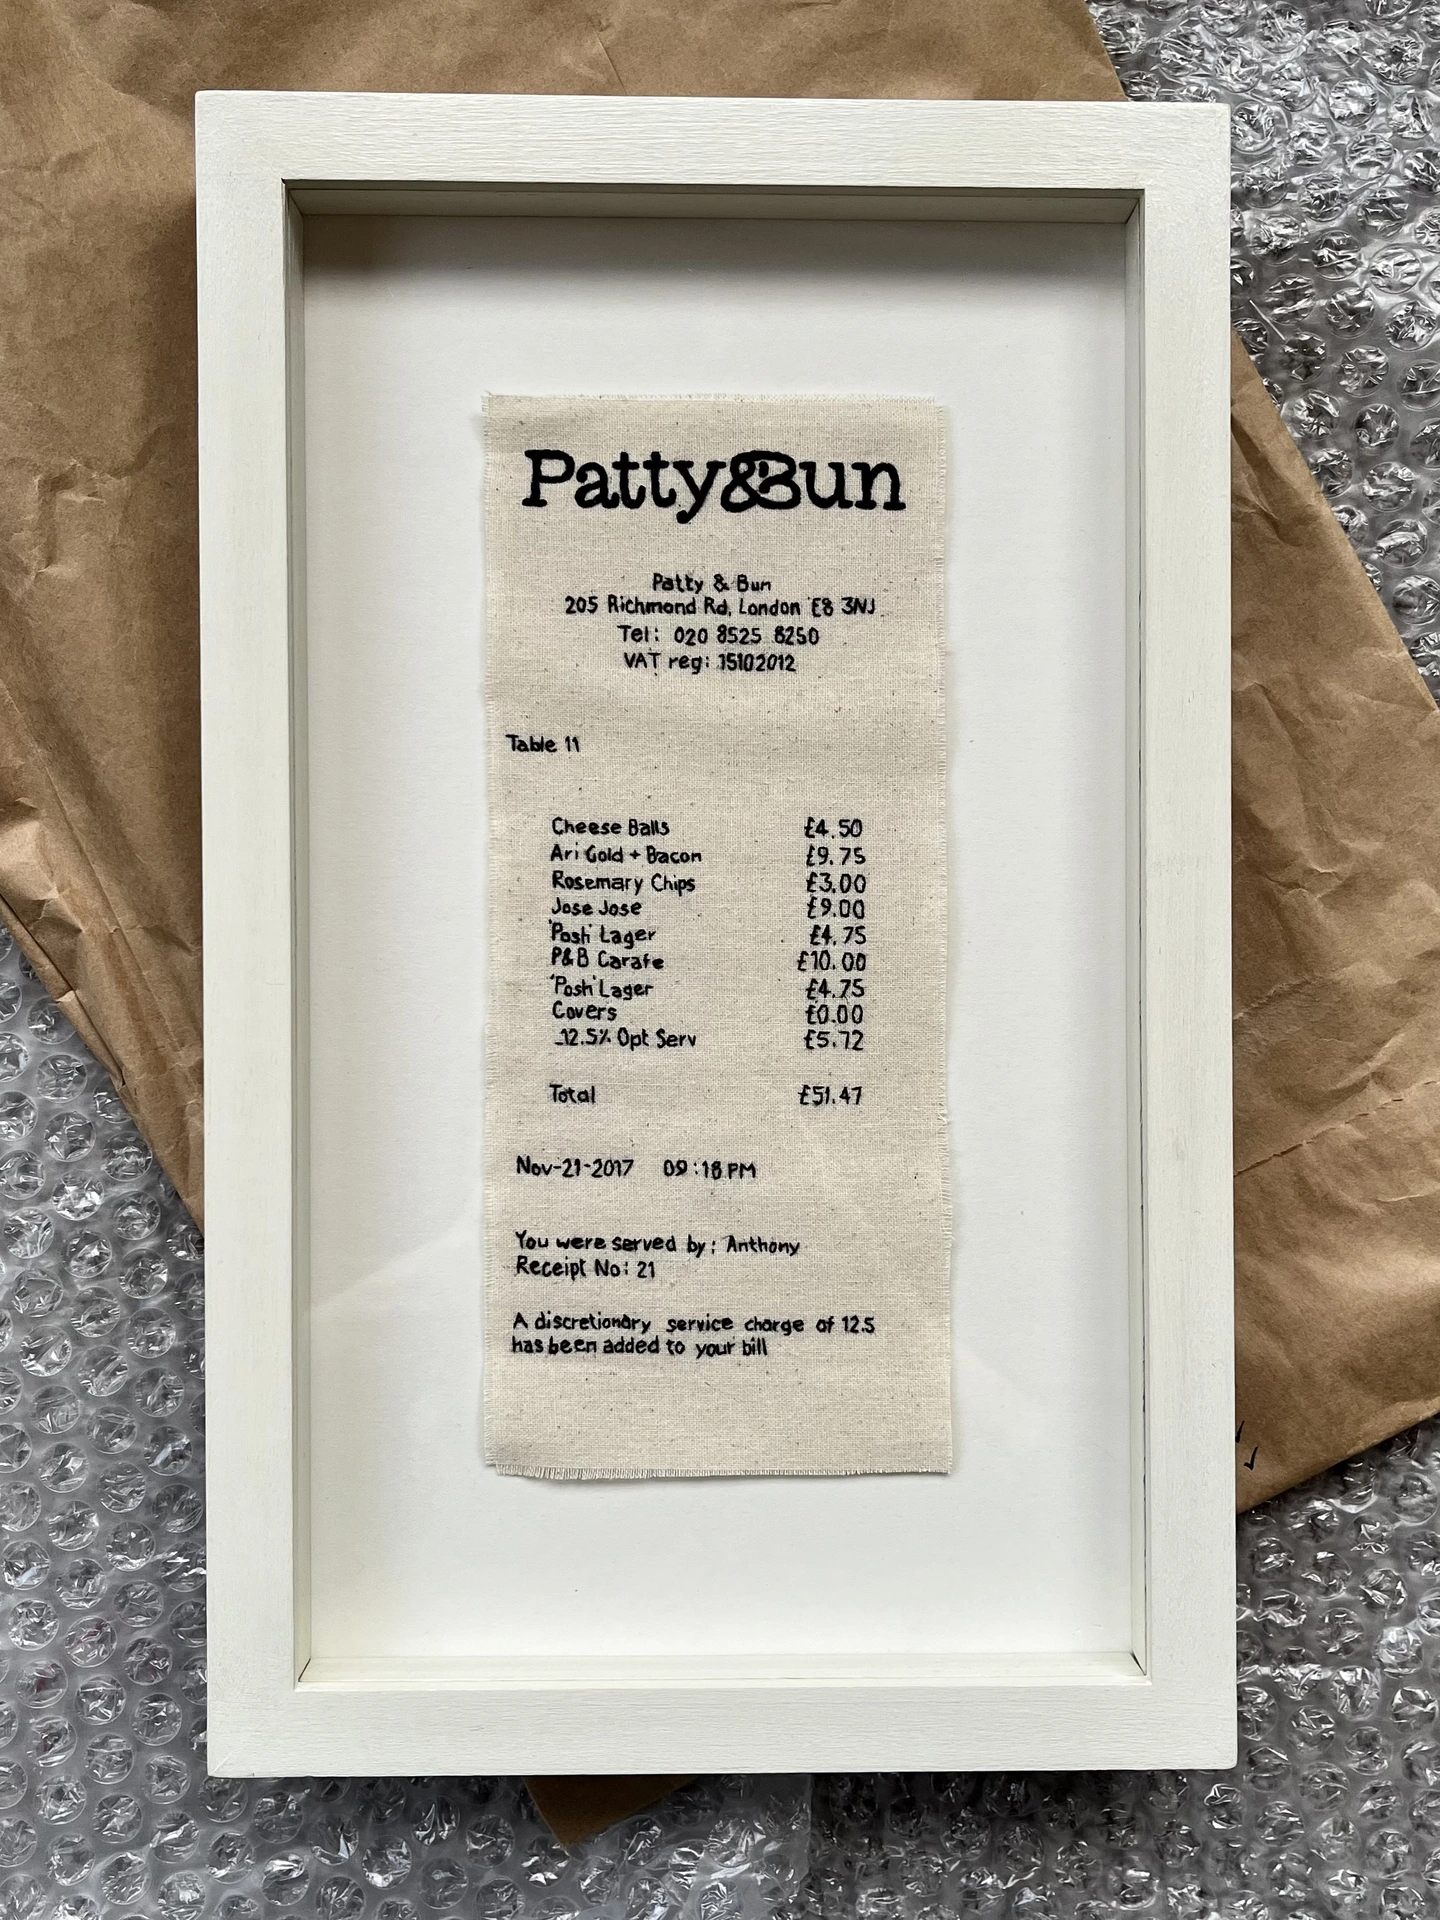 Patty&Bun
Patty & Bun
205 Richmond Rd, London E8 3NJ
Tel: 020 8525 8250
VAT reg: 15102012
Table 11
Cheese Balls £4.50
Ari Gold + Bacon £9.75
Rosemary Chips £3.00
Jose Jose £9.00
'Posh' Lager £4.75
P&B Carafe £10.00
'Posh' Lager £4.75
Covers £0.00
_12.5% Opt Serv £5.72
Total £51.47
Nov-21-2017 09:18 PM
You were served by: Anthony
Receipt No: 21
A discretionary service charge of 12.5
has been added to your bill